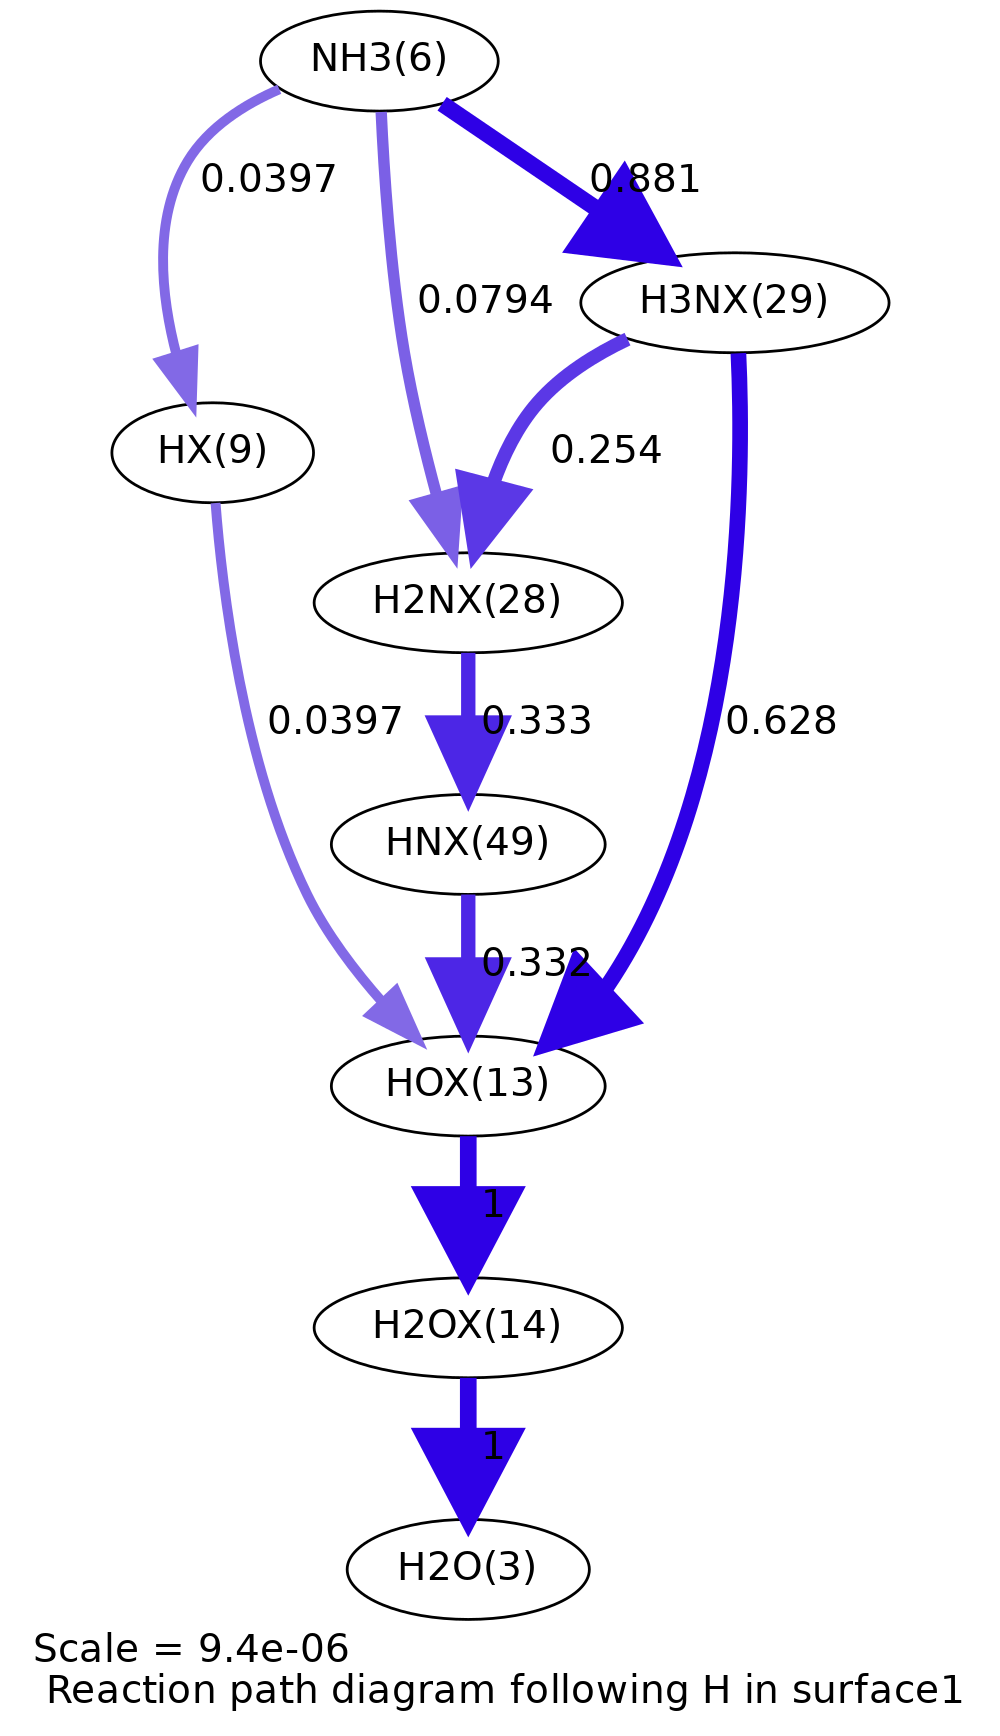 NH3(6)
0.0397
0.881
0.0794
H3NX(29)
HX(9)
0.254
H2NX(28)
0.0397
0.333
0.628
HNX(49)
0.332
HOX(13)
1
H2OX(14)
1
H2O(3)
Scale = 9.4e-06
Reaction path diagram following H in surface1